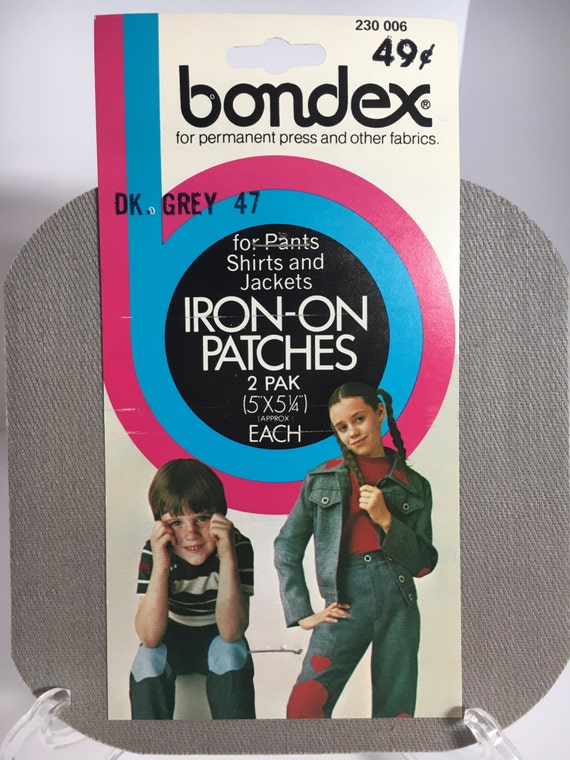 230 006
49¢
bondex®
for permanent press and other fabrics.
DK. GREY 47
for Pants
Shirts and
Jackets
IRON-ON
PATCHES
2 PAK
(5"X5¼")
(APPROX.)
EACH